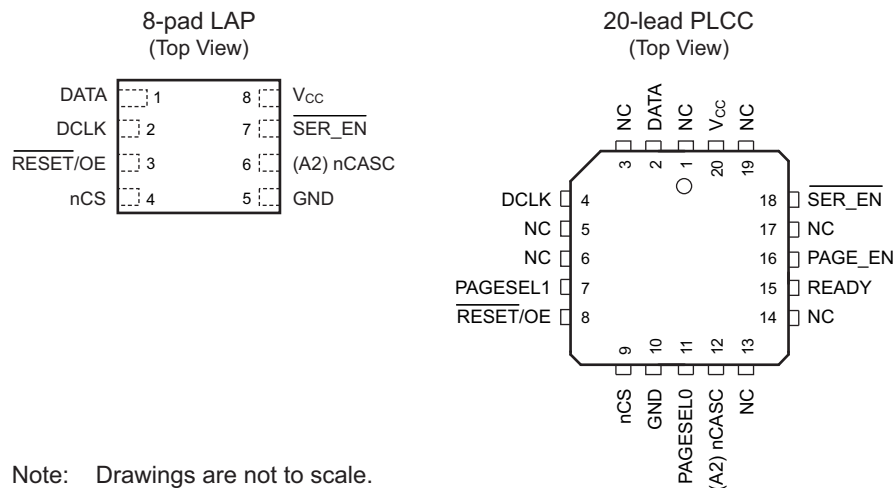 8-pad LAP
(Top View)
DATA 1 8 VCC
DCLK 2 7 SER_EN
RESET/OE 3 6 (A2) nCASC
nCS 4 5 GND
20-lead PLCC
(Top View)
NC DATA NC VCC NC
3 2 1 20 19
DCLK 4 18 SER_EN
NC 5 17 NC
NC 6 16 PAGE_EN
PAGESEL1 7 15 READY
RESET/OE 8 14 NC
9 10 11 12 13
nCS GND PAGESEL0 (A2) nCASC NC
Note: Drawings are not to scale.